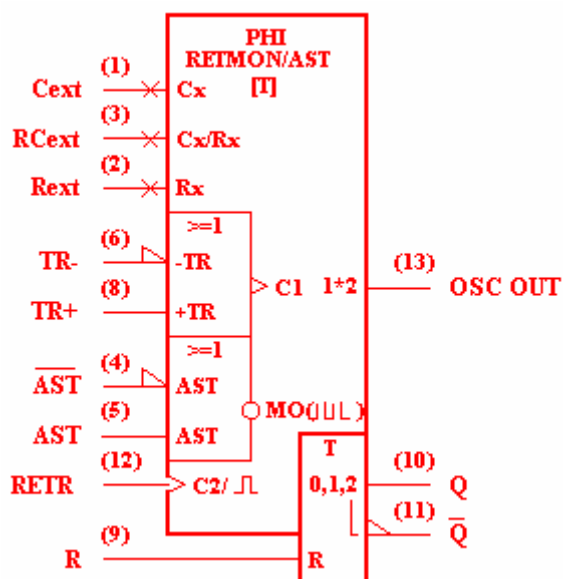 PHI
RETMON/AST
[T]
(1)
Cext Cx
(3)
RCext Cx/Rx
(2)
Rext Rx
>=1
(6)
TR- -TR
C1 1*2 (13) OSC OUT
(8)
TR+ +TR
>=1
(4)
AST AST
MO( )
(5)
AST AST
T
(12) (10)
RETR C2/ 0,1,2 Q
(11)
Q
(9)
R R